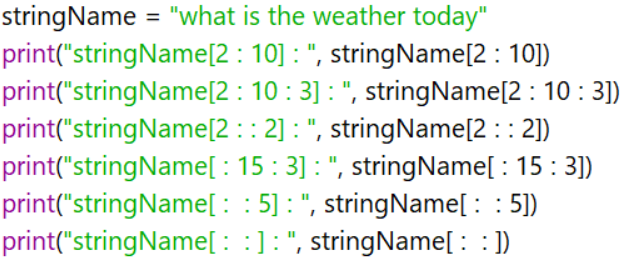 stringName = "what is the weather today"
print("stringName[2 : 10] : ", stringName[2 : 10])
print("stringName[2 : 10 : 3] : ", stringName[2 : 10 : 3])
print("stringName[2 : : 2] : ", stringName[2 : : 2])
print("stringName[ : 15 : 3] : ", stringName[ : 15 : 3])
print("stringName[ : : 5] : ", stringName[ : : 5])
print("stringName[ : : ] : ", stringName[ : : ])